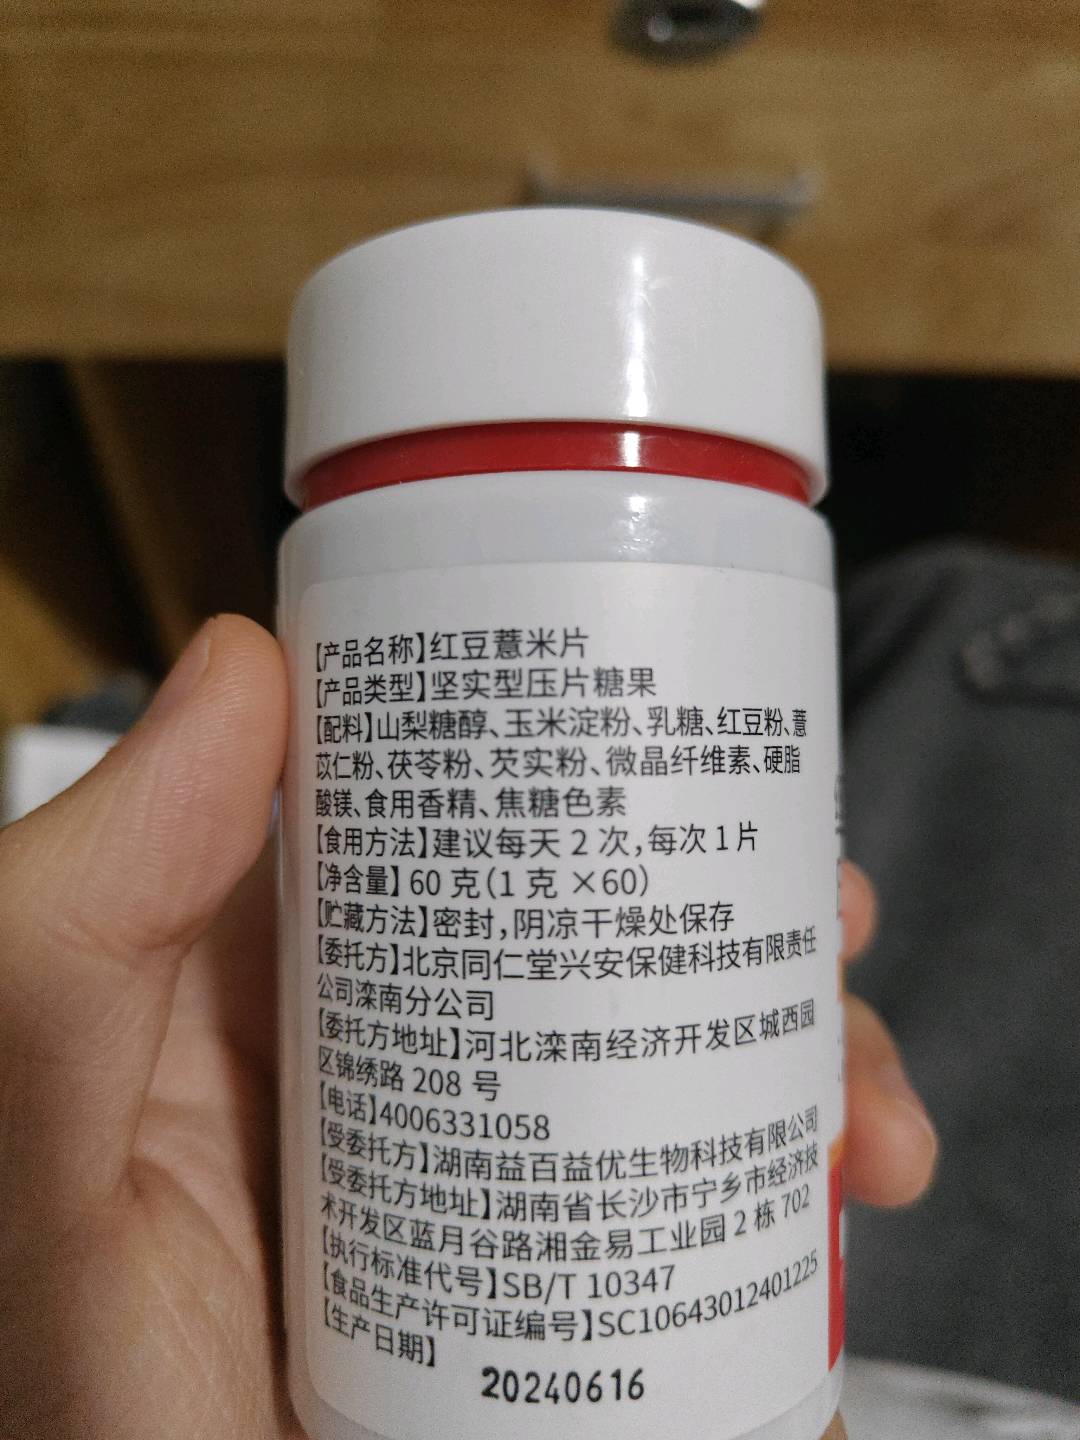 【产品名称】红豆薏米片
【产品类型】坚实型压片糖果
【配料】山梨糖醇、玉米淀粉、乳糖、红豆粉、薏
苡仁粉、茯苓粉、芡实粉、微晶纤维素、硬脂
酸镁、食用香精、焦糖色素
【食用方法】建议每天 2 次，每次 1 片
【净含量】60 克（1 克 ×60）
【贮藏方法】密封，阴凉干燥处保存
【委托方】北京同仁堂兴安保健科技有限责任
公司滦南分公司
【委托方地址】河北滦南经济开发区城西园
区锦绣路 208 号
【电话】4006331058
【受委托方】湖南益百益优生物科技有限公司
【受委托方地址】湖南省长沙市宁乡市经济技
术开发区蓝月谷路湘金易工业园 2 栋 702
【执行标准代号】SB/T 10347
【食品生产许可证编号】SC10643012401225
【生产日期】
20240616